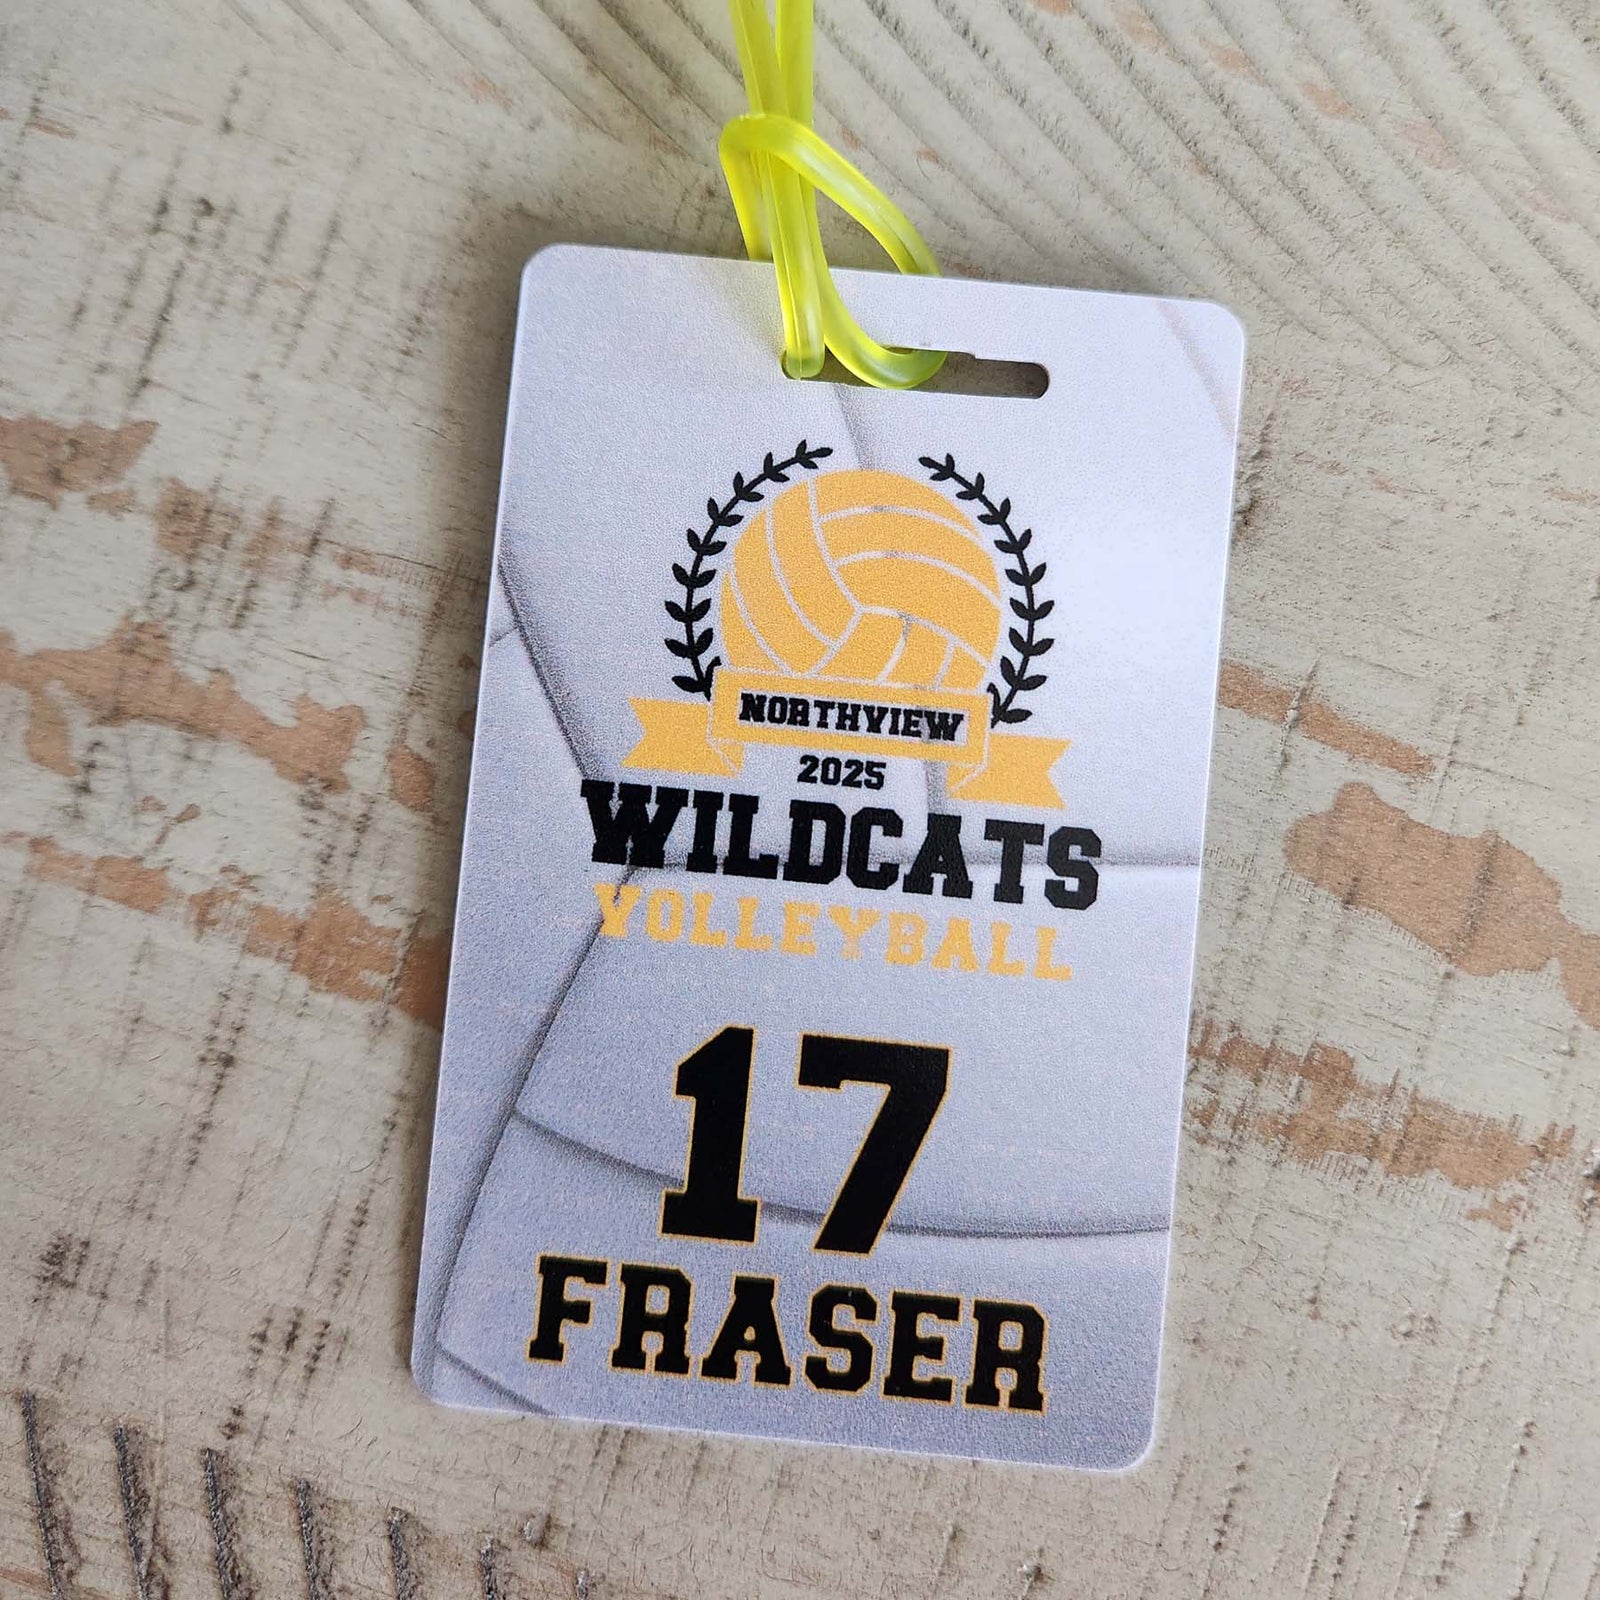 NORTHVIEW
2025
WILDCATS
VOLLEYBALL
17
FRASER